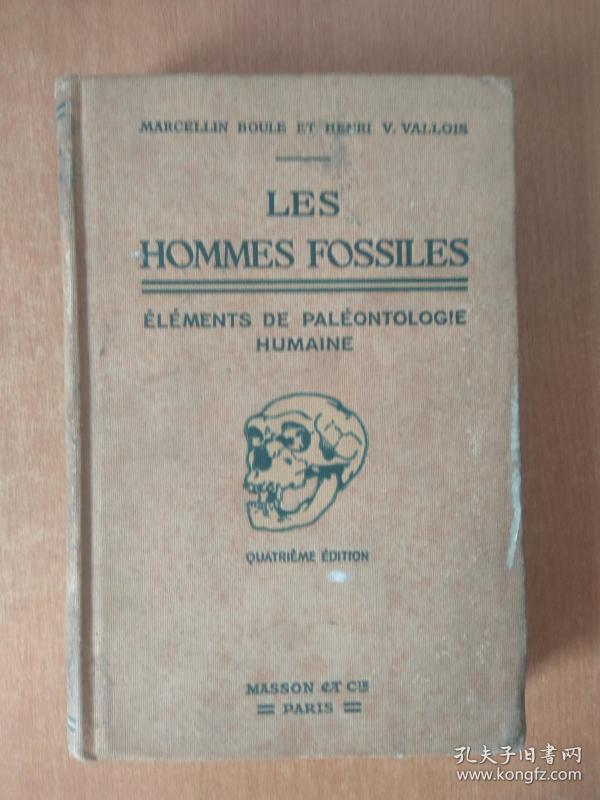 MARCELLIN BOULE ET HENRI V. VALLOIS
LES
HOMMES FOSSILES
ÉLÉMENTS DE PALÉONTOLOGIE
HUMAINE
QUATRIÈME ÉDITION
MASSON ET CIE
PARIS
孔夫子旧书网
www.kongfz.com